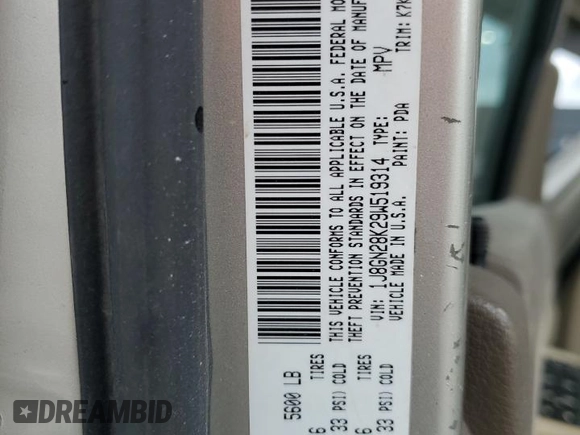 5600 LB
6 TIRES
33 PSI) COLD
6 TIRES
33 PSI) COLD
THIS VEHICLE CONFORMS TO ALL APPLICABLE U.S.A. FEDERAL MO
THEFT PREVENTION STANDARDS IN EFFECT ON THE DATE OF MANUF
VIN: 1J8GN28K29W519314 TYPE: MPV
VEHICLE MADE IN U.S.A. PAINT: PDA TRIM: K7K
DREAMBID